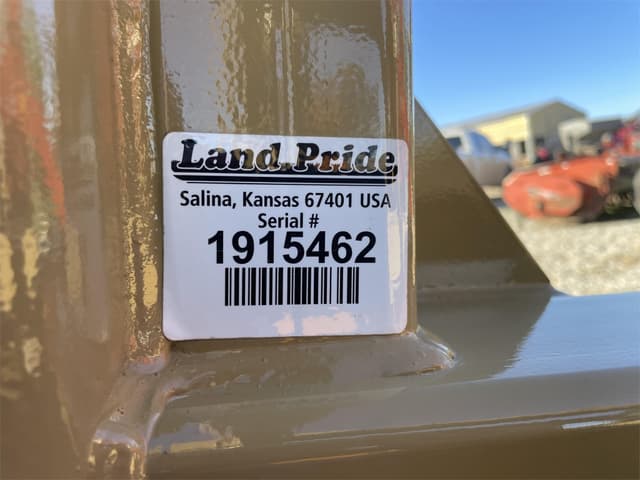 Land Pride
Salina, Kansas 67401 USA
Serial #
1915462